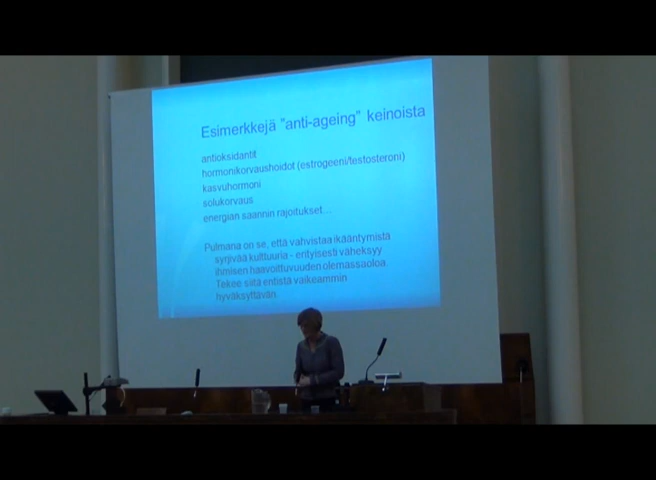 Esimerkkejä "anti-ageing" keinoista
antioksidantit
hormonikorvaushoidot (estrogeeni/testosteroni)
kasvuhormoni
solukorvaus
energian saannin rajoitukset...
Pulmana on se, että vahvistaa ikääntymistä
syrjivää kulttuuria - erityisesti väheksyy
ihmisen haavoittuvuuden olemassaoloa.
Tekee siitä entistä vaikeammin
hyväksyttävän.